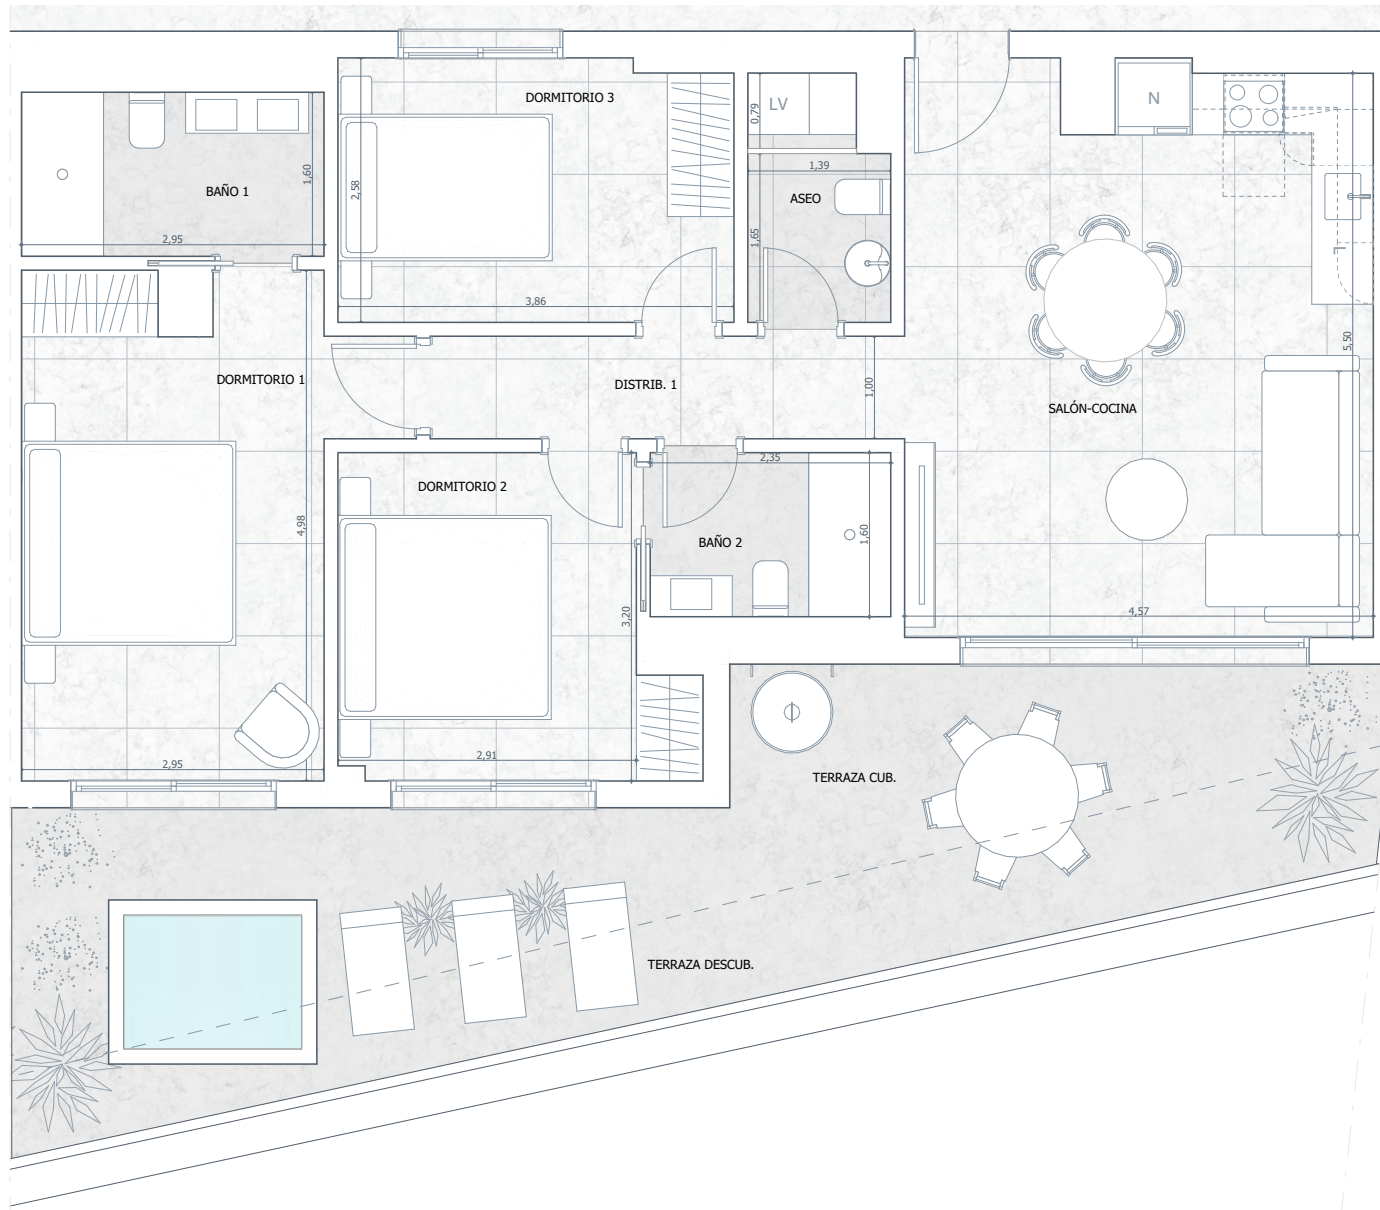 DORMITORIO 3
LV
0,79
N
BAÑO 1
1,60
2,58
1,39
ASEO
1,65
2,95
3,86
5,50
DORMITORIO 1
DISTRIB. 1
1,00
SALÓN-COCINA
2,35
DORMITORIO 2
4,98
BAÑO 2
1,60
3,20
4,57
2,91
2,95
TERRAZA CUB.
TERRAZA DESCUB.